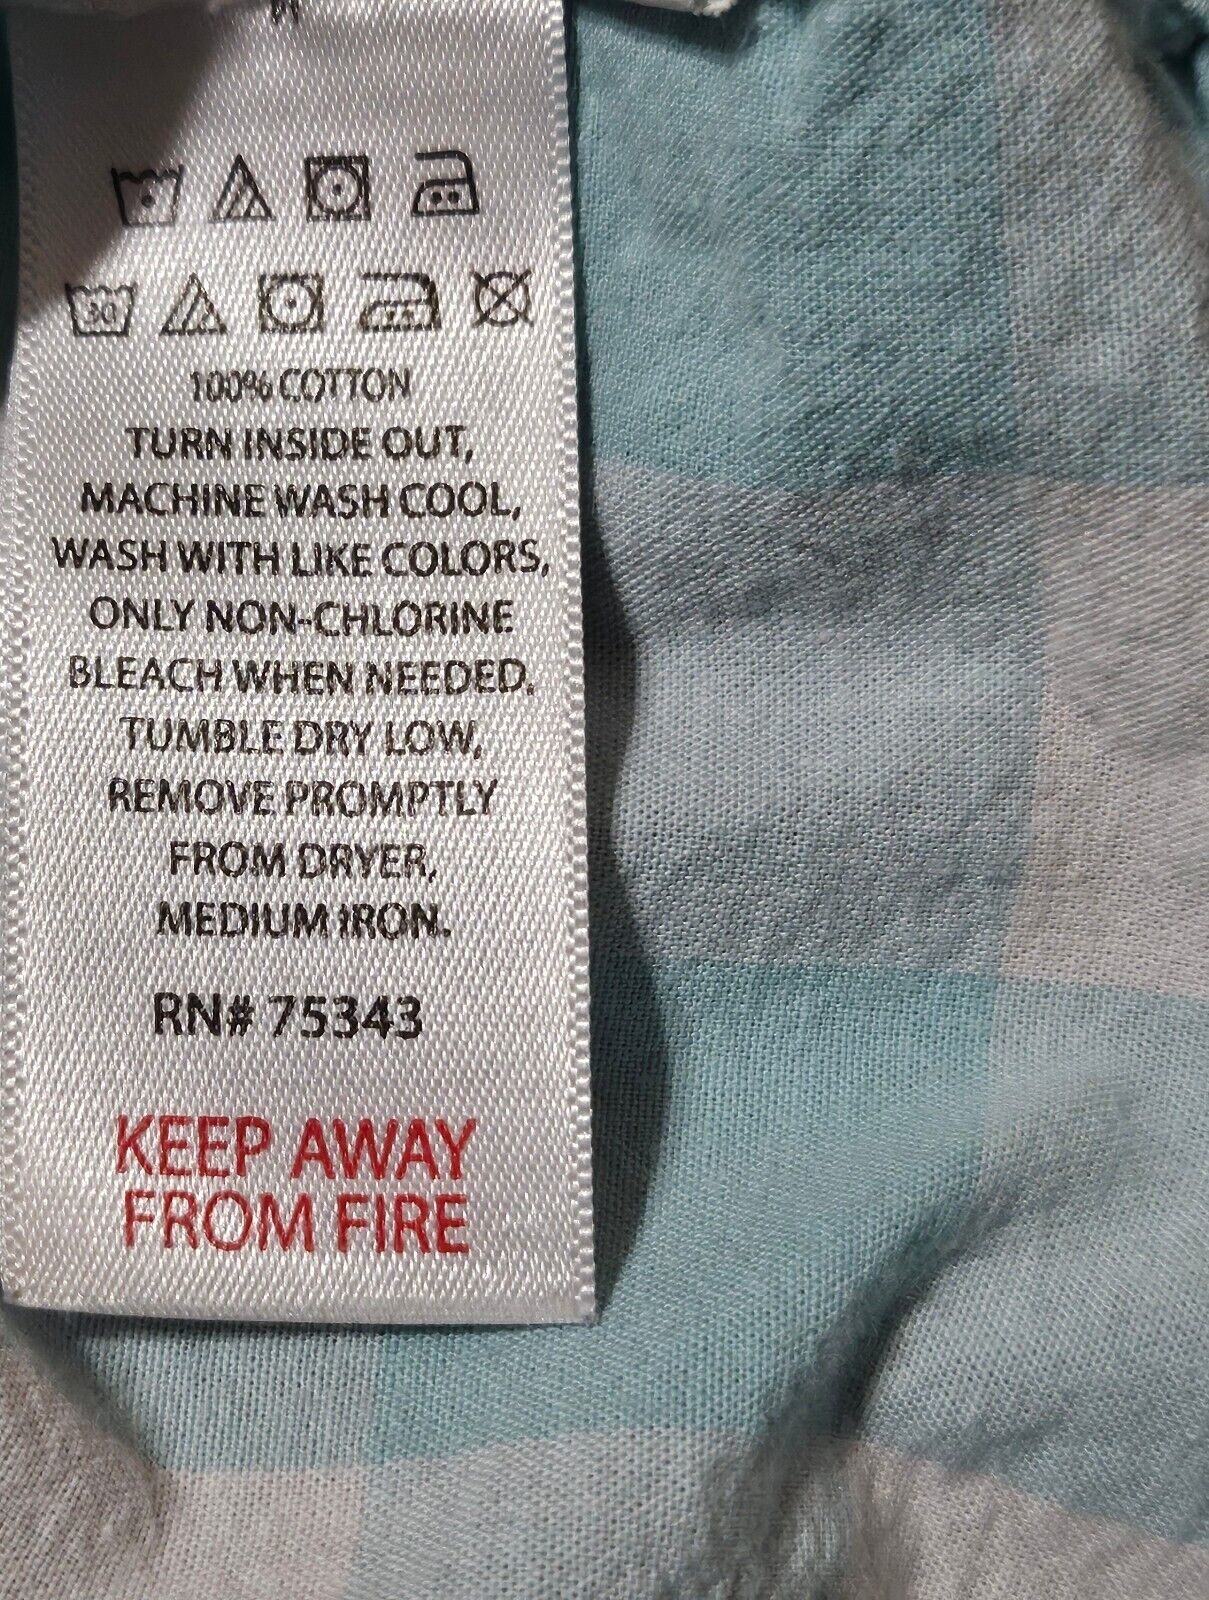 30
100% COTTON
TURN INSIDE OUT,
MACHINE WASH COOL,
WASH WITH LIKE COLORS,
ONLY NON-CHLORINE
BLEACH WHEN NEEDED.
TUMBLE DRY LOW,
REMOVE PROMPTLY
FROM DRYER,
MEDIUM IRON.
RN# 75343
KEEP AWAY
FROM FIRE